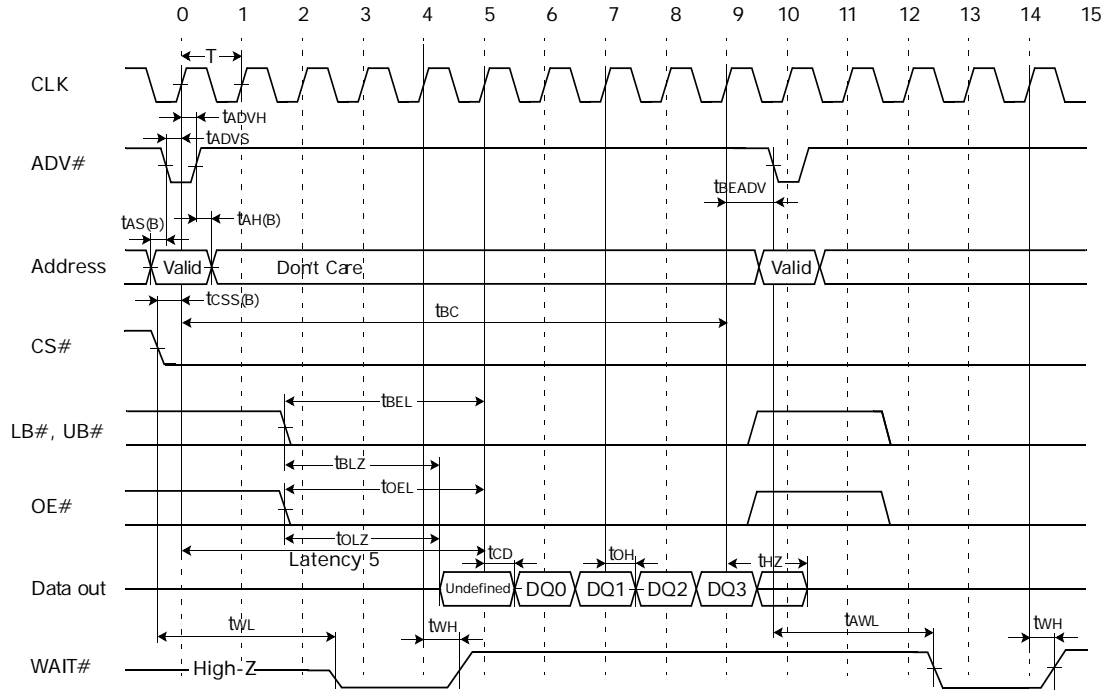 0 1 2 3 4 5 6 7 8 9 10 11 12 13 14 15
T
CLK
tADVH
tADVS
ADV#
tBEADV
tAS(B) tAH(B)
Address Valid Don't Care Valid
tCSS(B)
tBC
CS#
tBEL
LB#, UB#
tBLZ
tOEL
OE#
tOLZ
Latency 5 tCD tOH tHZ
Data out Undefined DQ0 DQ1 DQ2 DQ3
tWL tWH tAWL tWH
WAIT# High-Z